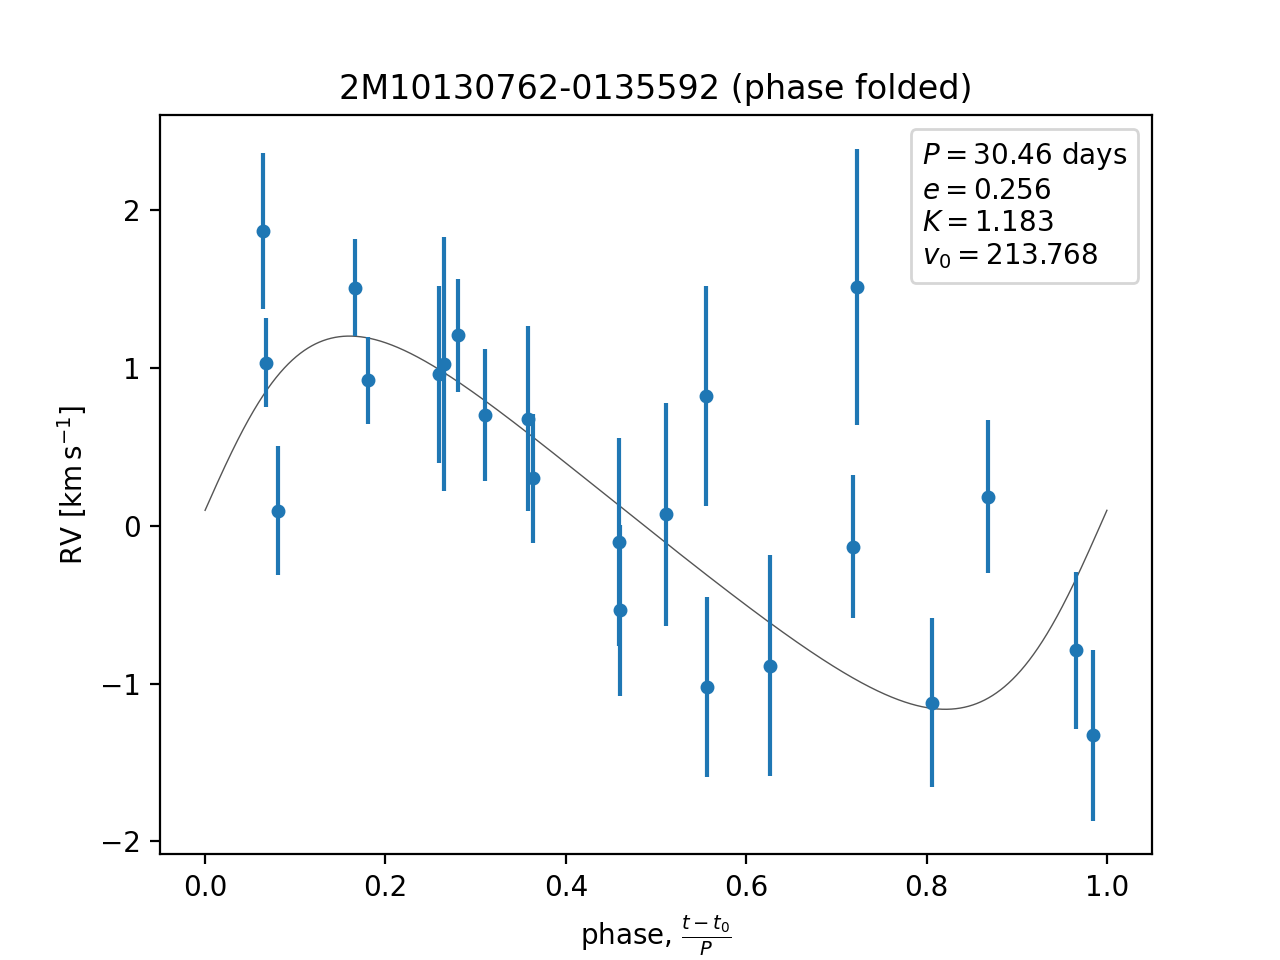 2M10130762-0135592 (phase folded)
P = 30.46 days
e = 0.256
K = 1.183
v₀ = 213.768
RV [km s⁻¹]
2
1
0
−1
−2
0.0 0.2 0.4 0.6 0.8 1.0
phase, (t − t₀)/P